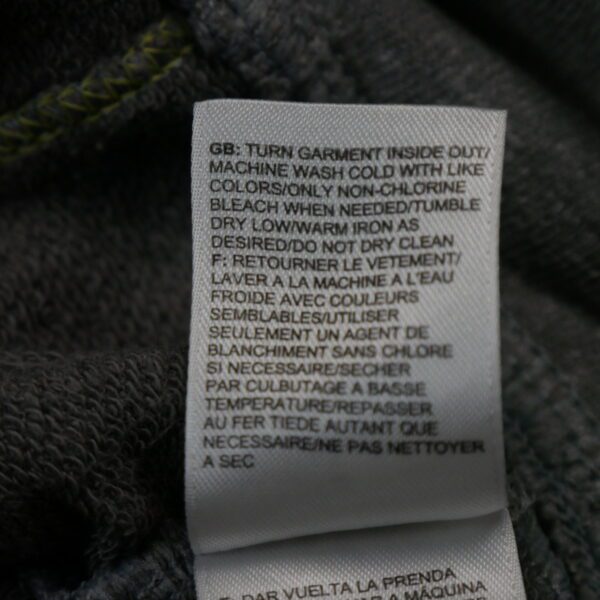 GB: TURN GARMENT INSIDE OUT/
MACHINE WASH COLD WITH LIKE
COLORS/ONLY NON-CHLORINE
BLEACH WHEN NEEDED/TUMBLE
DRY LOW/WARM IRON AS
DESIRED/DO NOT DRY CLEAN
F: RETOURNER LE VETEMENT/
LAVER A LA MACHINE A L'EAU
FROIDE AVEC COULEURS
SEMBLABLES/UTILISER
SEULEMENT UN AGENT DE
BLANCHIMENT SANS CHLORE
SI NECESSAIRE/SECHER
PAR CULBUTAGE A BASSE
TEMPERATURE/REPASSER
AU FER TIEDE AUTANT QUE
NECESSAIRE/NE PAS NETTOYER
A SEC
DAR VUELTA LA PRENDA
A MÁQUINA